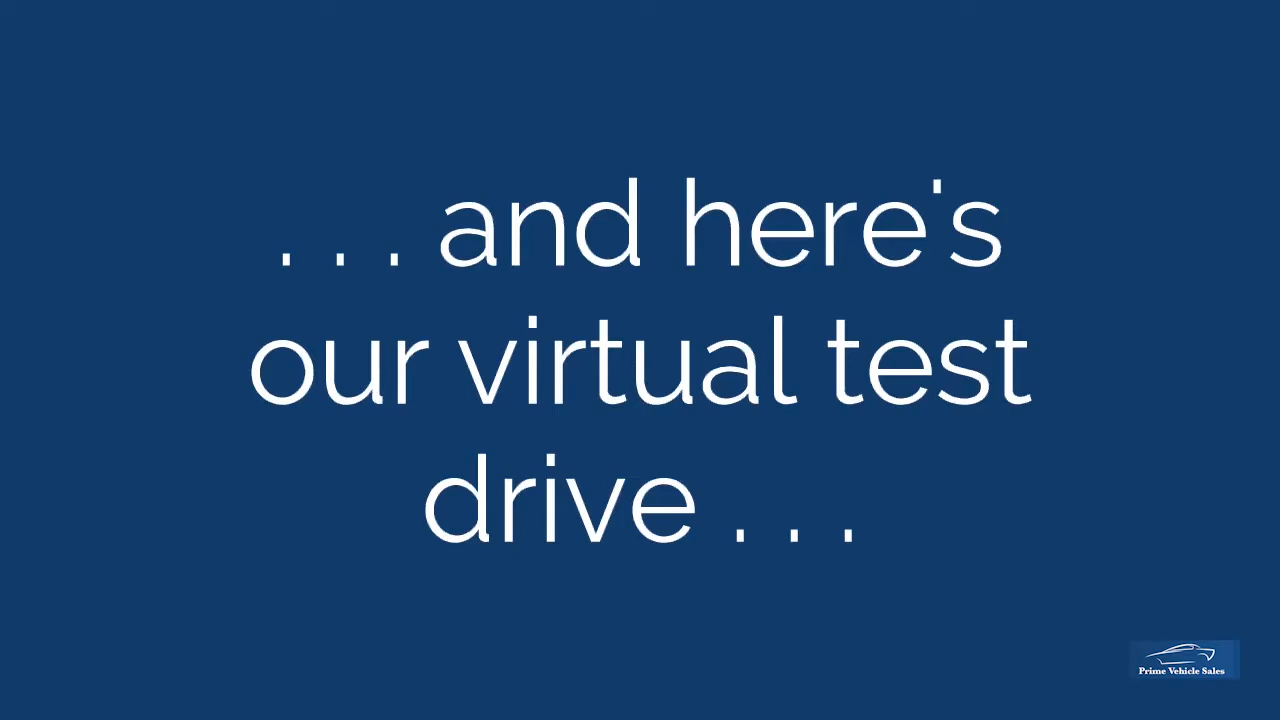 . . . and here's
our virtual test
drive . . .
Prime Vehicle Sales